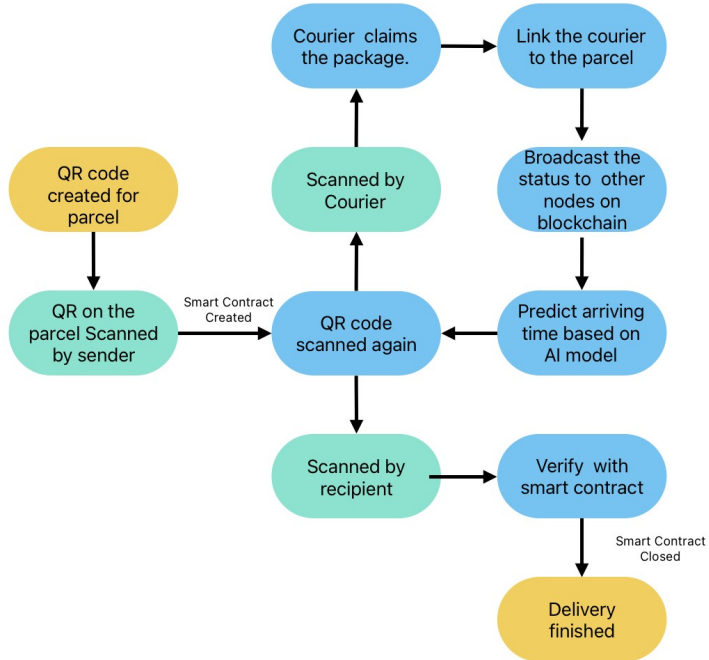 Courier claims
the package.
Link the courier
to the parcel
QR code
created for
parcel
Scanned by
Courier
Broadcast the
status to other
nodes on
blockchain
QR on the
parcel Scanned
by sender
Smart Contract
Created
QR code
scanned again
Predict arriving
time based on
AI model
Scanned by
recipient
Verify with
smart contract
Smart Contract
Closed
Delivery
finished